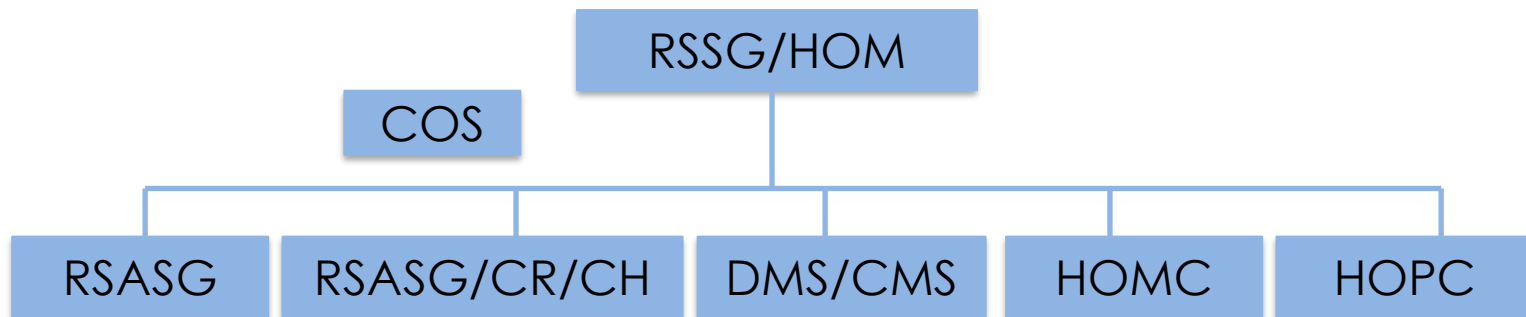 RSSG/HOM
COS
RSASG
RSASG/CR/CH
DMS/CMS
HOMC
HOPC